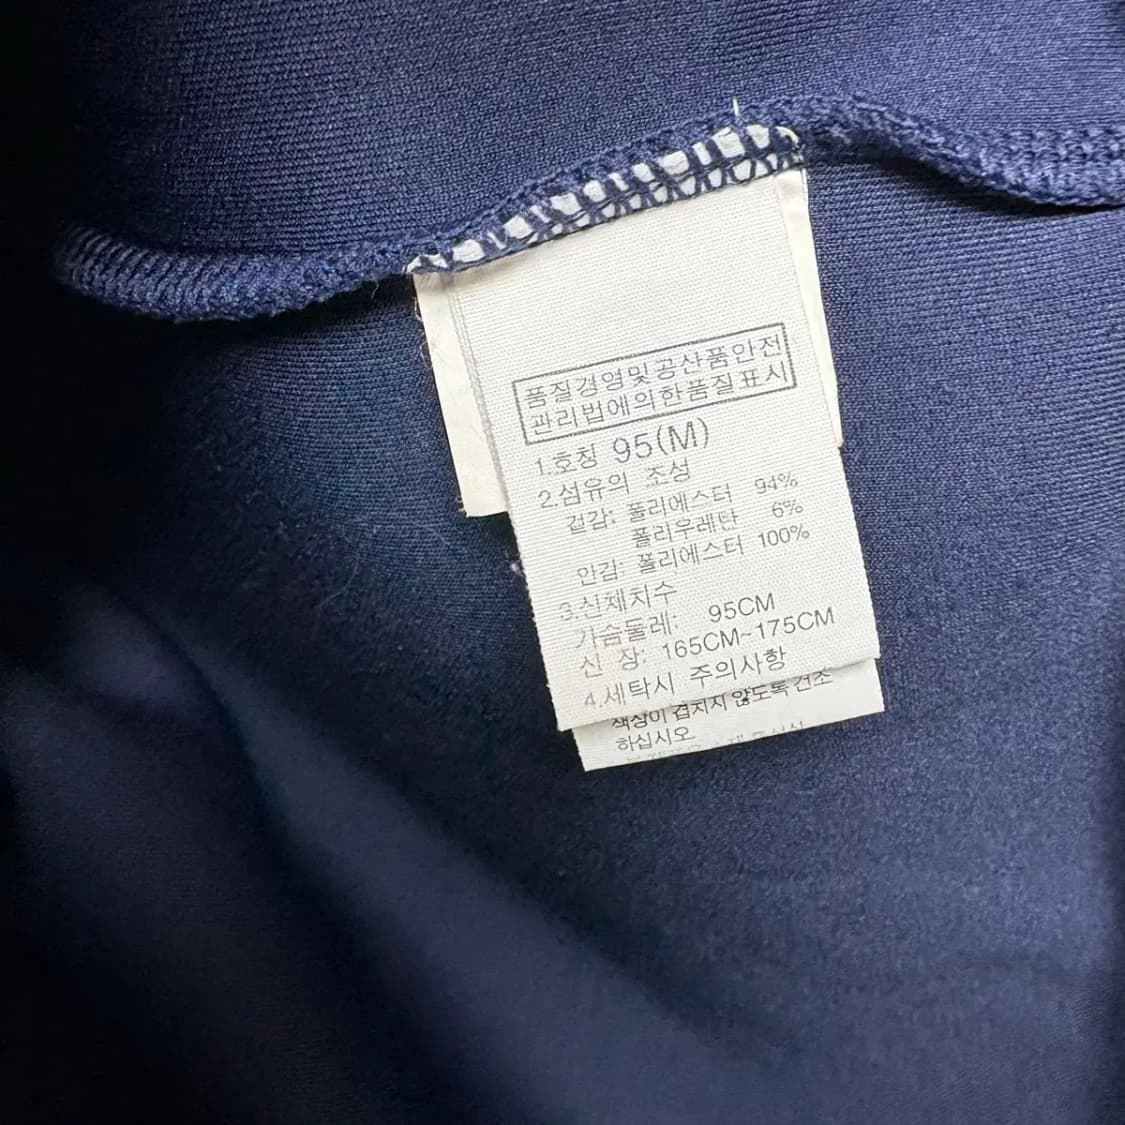 품질경영및공산품안전
관리법에의한품질표시
1.호칭 95(M)
2.섬유의 조성
겉감: 폴리에스터 94%
폴리우레탄 6%
안감: 폴리에스터 100%
3.신체치수
가슴둘레: 95CM
신 장: 165CM~175CM
4.세탁시 주의사항
색상이 겹치지 않도록 건조
하십시오